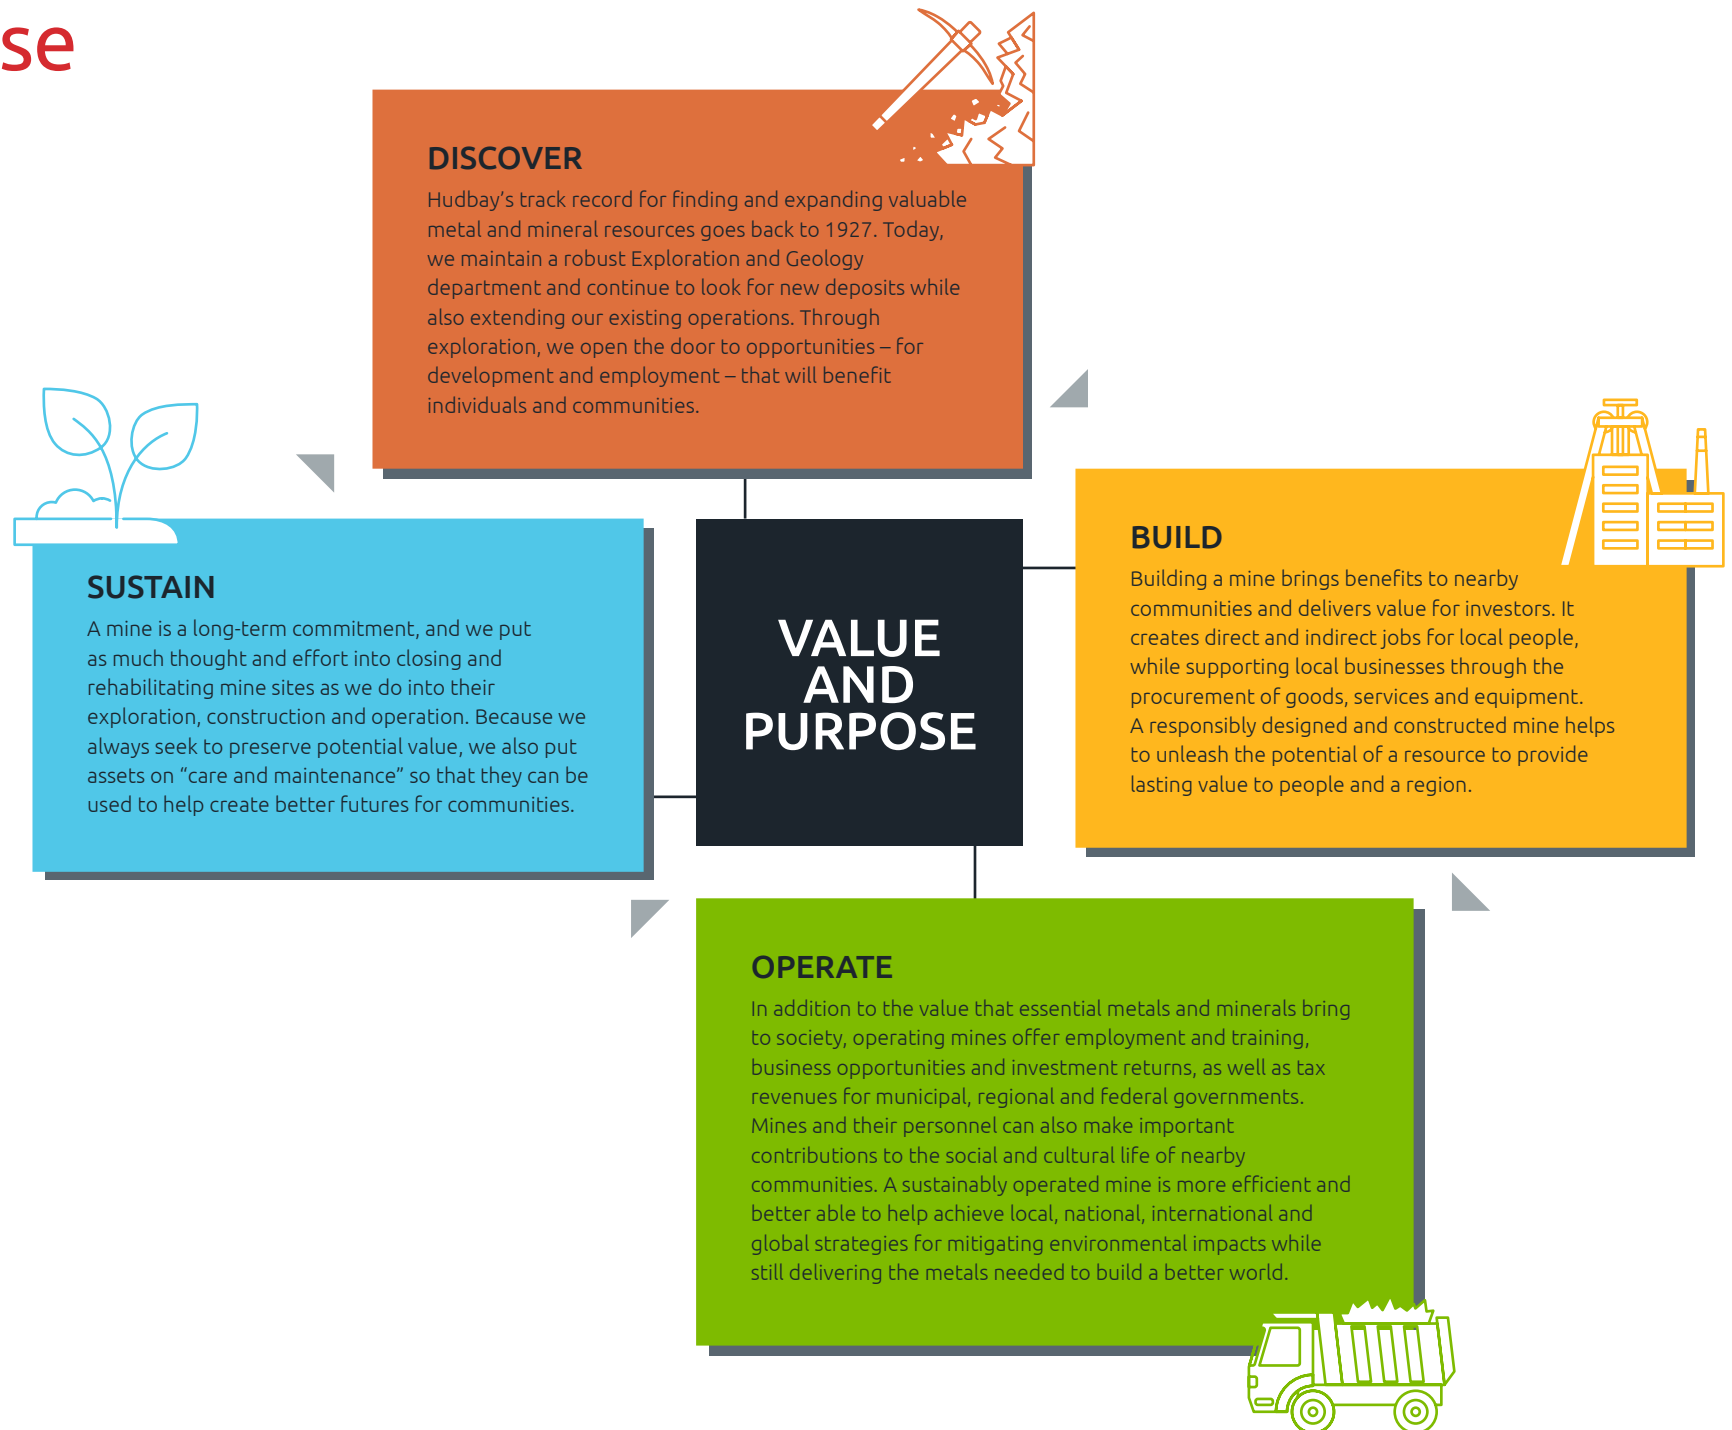 se
DISCOVER
Hudbay’s track record for finding and expanding valuable
metal and mineral resources goes back to 1927. Today,
we maintain a robust Exploration and Geology
department and continue to look for new deposits while
also extending our existing operations. Through
exploration, we open the door to opportunities – for
development and employment – that will benefit
individuals and communities.
SUSTAIN
A mine is a long-term commitment, and we put
as much thought and effort into closing and
rehabilitating mine sites as we do into their
exploration, construction and operation. Because we
always seek to preserve potential value, we also put
assets on “care and maintenance” so that they can be
used to help create better futures for communities.
VALUE
AND
PURPOSE
BUILD
Building a mine brings benefits to nearby
communities and delivers value for investors. It
creates direct and indirect jobs for local people,
while supporting local businesses through the
procurement of goods, services and equipment.
A responsibly designed and constructed mine helps
to unleash the potential of a resource to provide
lasting value to people and a region.
OPERATE
In addition to the value that essential metals and minerals bring
to society, operating mines offer employment and training,
business opportunities and investment returns, as well as tax
revenues for municipal, regional and federal governments.
Mines and their personnel can also make important
contributions to the social and cultural life of nearby
communities. A sustainably operated mine is more efficient and
better able to help achieve local, national, international and
global strategies for mitigating environmental impacts while
still delivering the metals needed to build a better world.